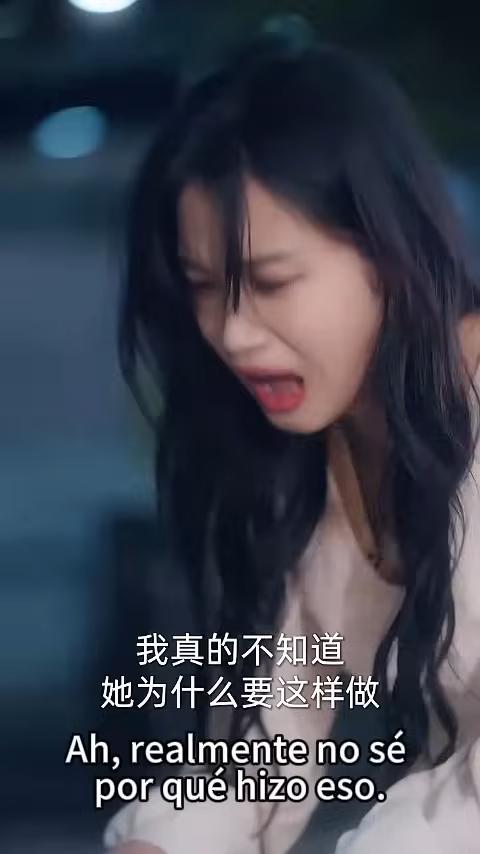 我真的不知道
她为什么要这样做
Ah, realmente no sé
por qué hizo eso.